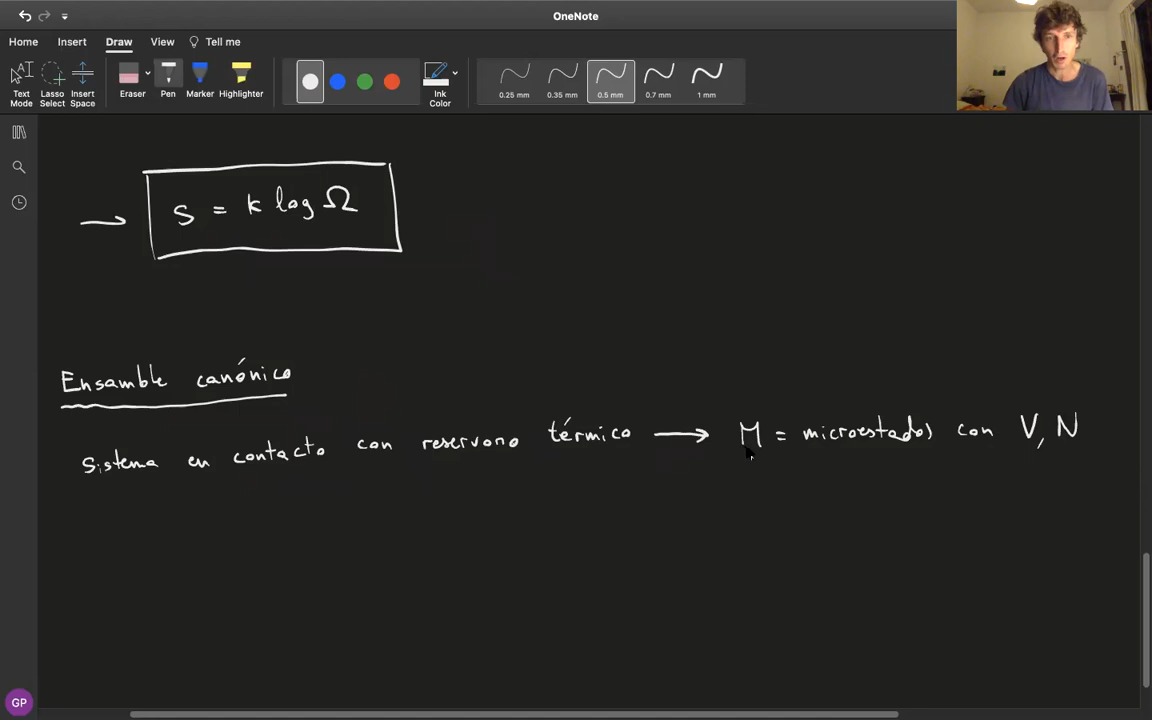 OneNote
Home Insert Draw View Tell me
Text Mode Lasso Select Insert Space Eraser Pen Marker Highlighter Ink Color 0.25 mm 0.35 mm 0.5 mm 0.7 mm 1 mm
→ S = k log Ω
Ensamble canónico
Sistema en contacto con reservorio térmico → M = microestados con V, N
GP